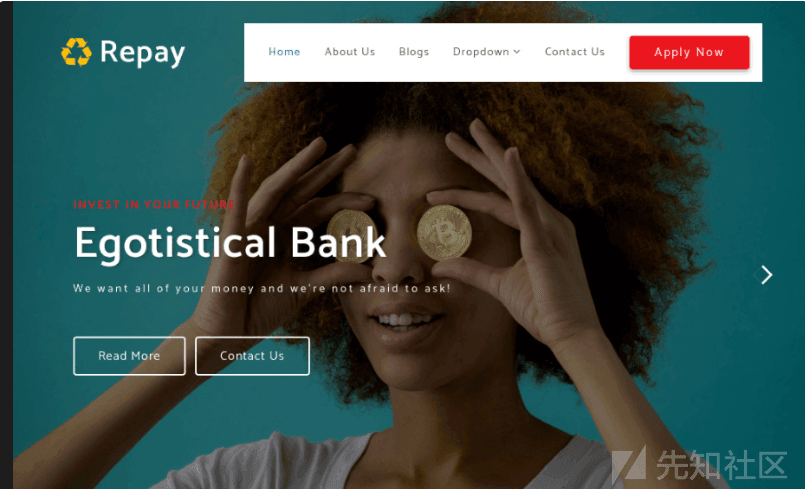 Repay
Home About Us Blogs Dropdown Contact Us Apply Now
INVEST IN YOUR FUTURE
Egotistical Bank
We want all of your money and we're not afraid to ask!
Read More Contact Us
先知社区